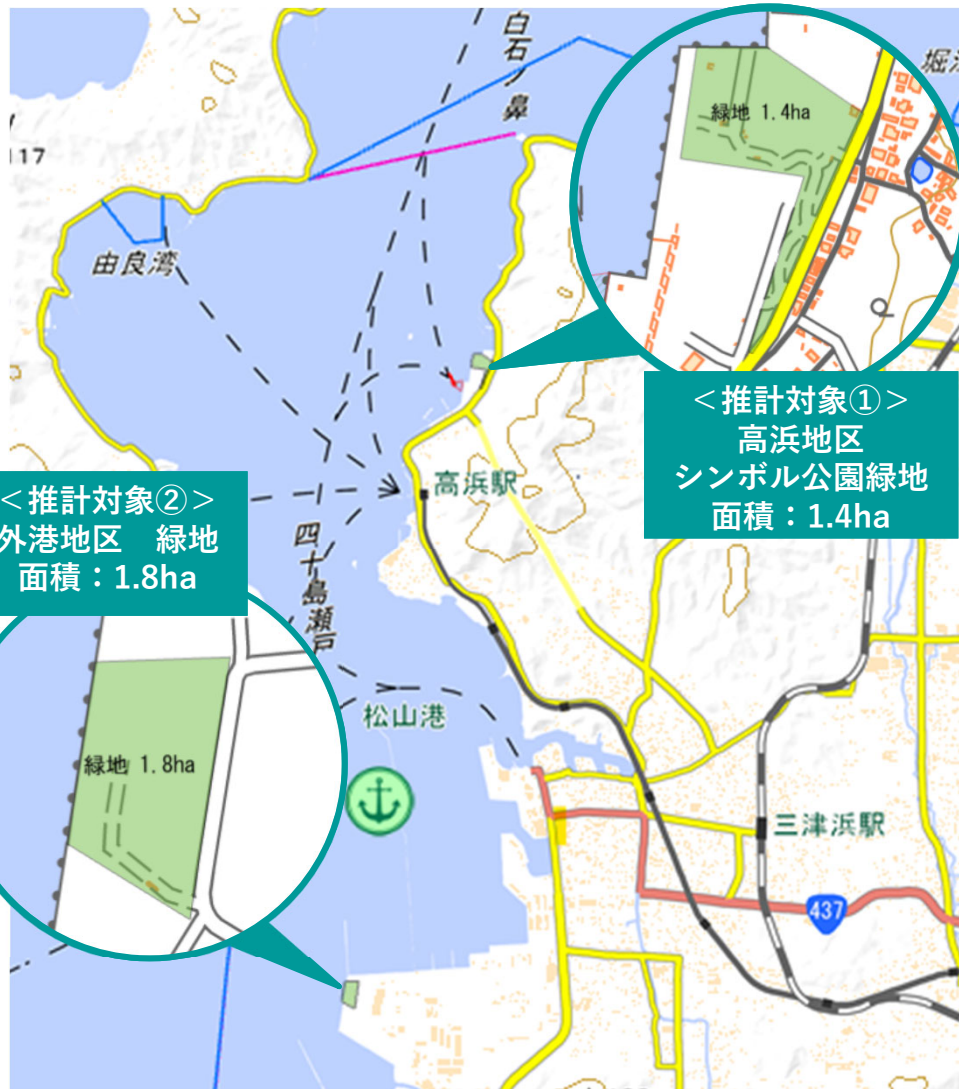 白石ノ鼻
緑地 1.4ha
117
由良湾
<推計対象①>
高浜地区
シンボル公園緑地
面積：1.4ha
高浜駅
<推計対象②>
外港地区　緑地
面積：1.8ha
四十島瀬戸
松山港
緑地 1.8ha
三津浜駅
437